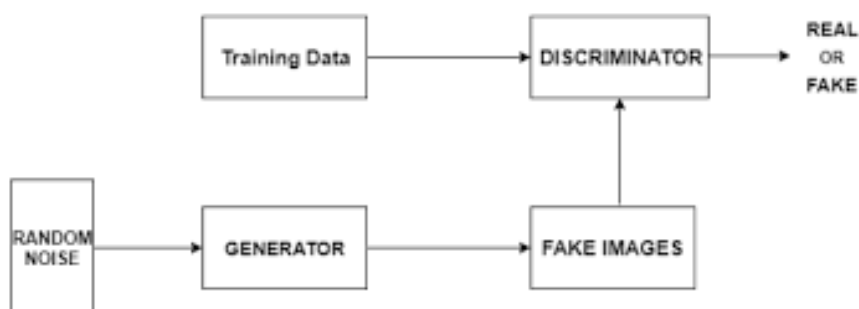 Training Data
DISCRIMINATOR
REAL
OR
FAKE
RANDOM
NOISE
GENERATOR
FAKE IMAGES